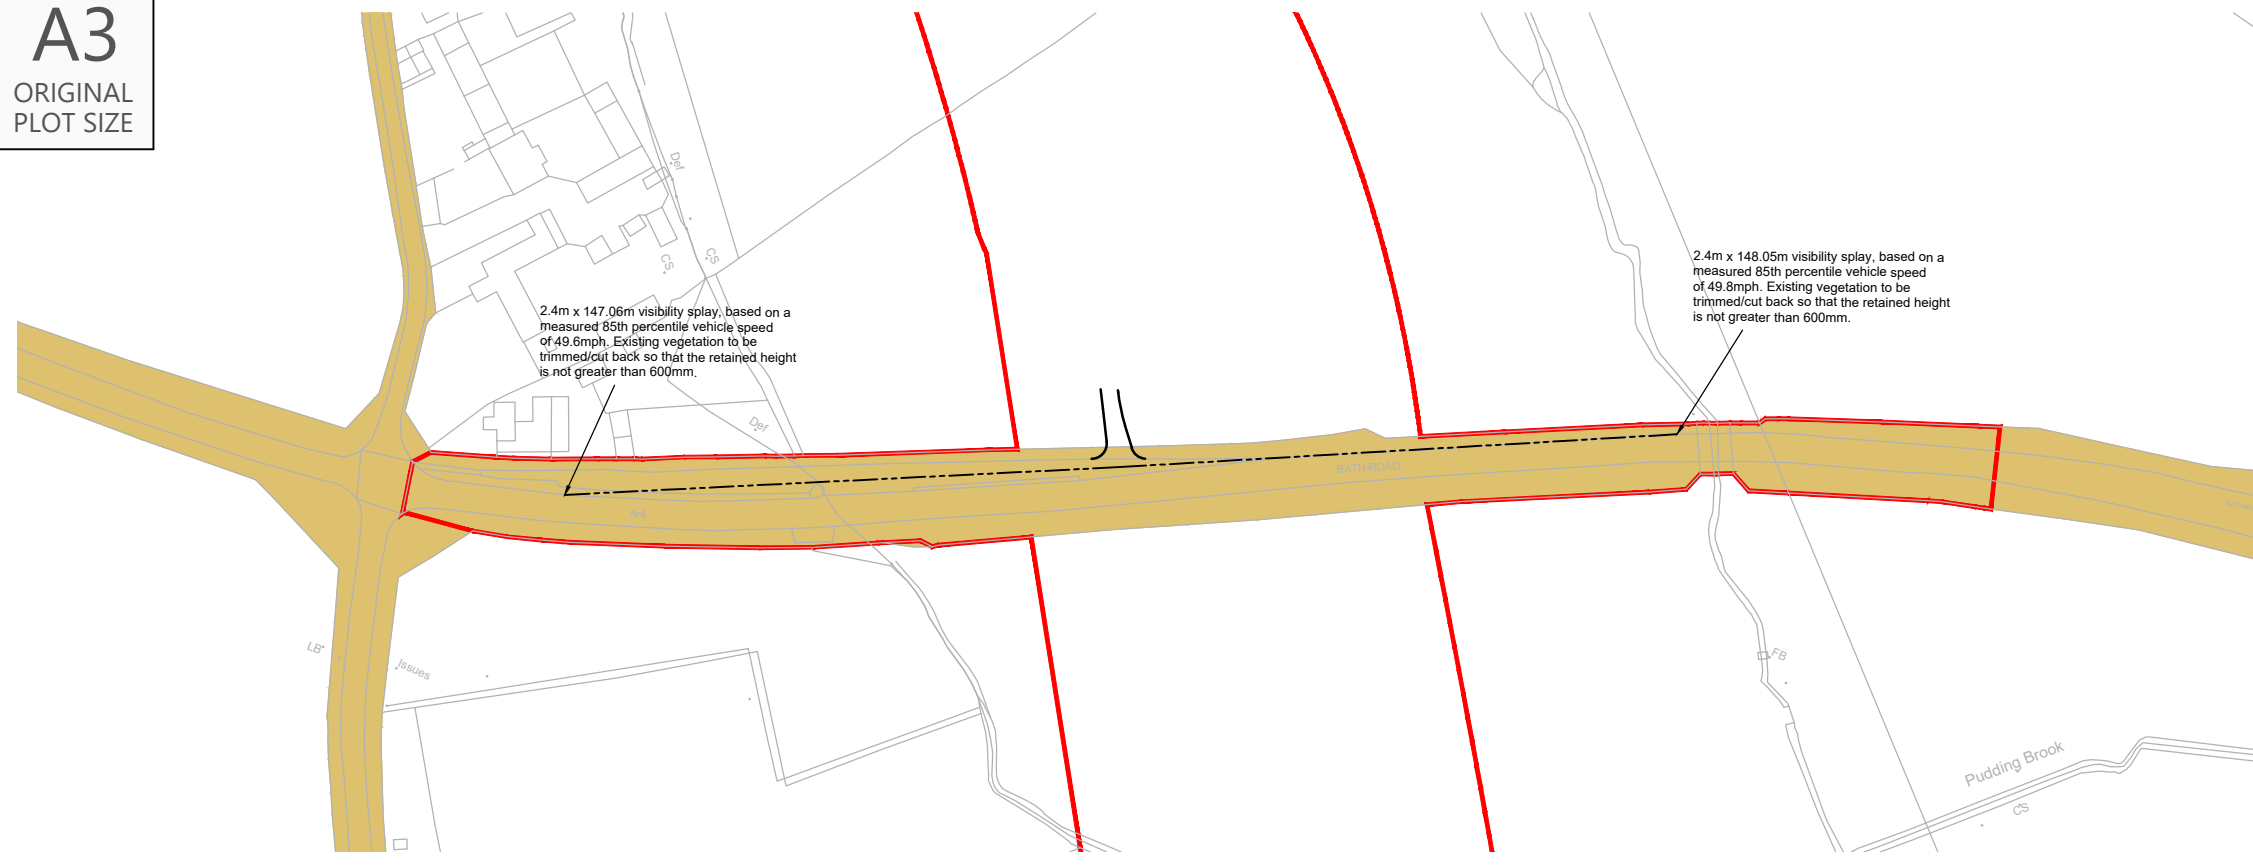 A3
ORIGINAL
PLOT SIZE
Def
CS
CS
2.4m x 148.05m visibility splay, based on a
measured 85th percentile vehicle speed
of 49.8mph. Existing vegetation to be
trimmed/cut back so that the retained height
is not greater than 600mm.
2.4m x 147.06m visibility splay, based on a
measured 85th percentile vehicle speed
of 49.6mph. Existing vegetation to be
trimmed/cut back so that the retained height
is not greater than 600mm.
Def
BATH ROAD
A 4
LB
Issues
FB
Pudding Brook
CS